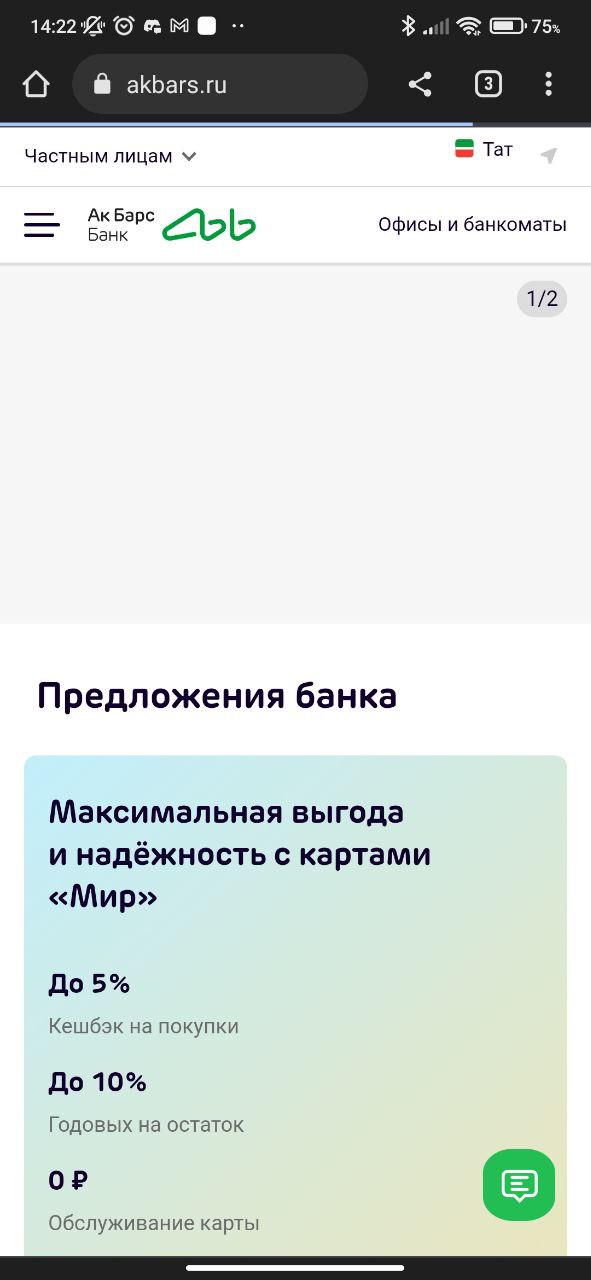 14:22 75%
akbars.ru 3
Частным лицам Тат
Ак Барс
Банк
Офисы и банкоматы
1/2
Предложения банка
Максимальная выгода
и надёжность с картами
«Мир»
До 5%
Кешбэк на покупки
До 10%
Годовых на остаток
0 ₽
Обслуживание карты